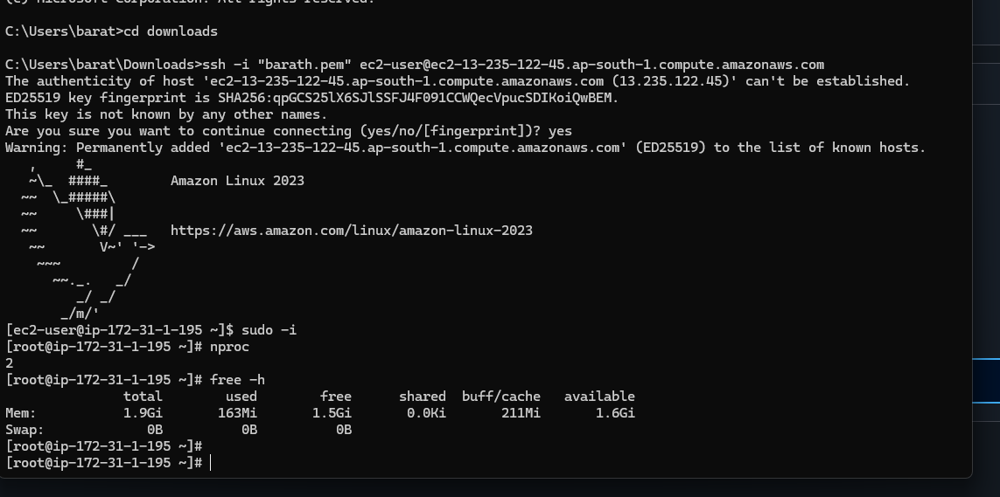 (c) Microsoft Corporation. All rights reserved.
C:\Users\barat>cd downloads
C:\Users\barat\Downloads>ssh -i "barath.pem" ec2-user@ec2-13-235-122-45.ap-south-1.compute.amazonaws.com
The authenticity of host 'ec2-13-235-122-45.ap-south-1.compute.amazonaws.com (13.235.122.45)' can't be established.
ED25519 key fingerprint is SHA256:qpGCS25lX6SJlSSFJ4F091CCWQecVpucSDIKoiQwBEM.
This key is not known by any other names.
Are you sure you want to continue connecting (yes/no/[fingerprint])? yes
Warning: Permanently added 'ec2-13-235-122-45.ap-south-1.compute.amazonaws.com' (ED25519) to the list of known hosts.
   ,     #_
   ~\_  ####_        Amazon Linux 2023
  ~~  \_#####\
  ~~     \###|
  ~~       \#/ ___   https://aws.amazon.com/linux/amazon-linux-2023
   ~~       V~' '->
    ~~~         /
      ~~._.   _/
         _/ _/
       _/m/'
[ec2-user@ip-172-31-1-195 ~]$ sudo -i
[root@ip-172-31-1-195 ~]# nproc
2
[root@ip-172-31-1-195 ~]# free -h
               total        used        free      shared  buff/cache   available
Mem:           1.9Gi       163Mi       1.5Gi       0.0Ki       211Mi       1.6Gi
Swap:             0B          0B          0B
[root@ip-172-31-1-195 ~]#
[root@ip-172-31-1-195 ~]#